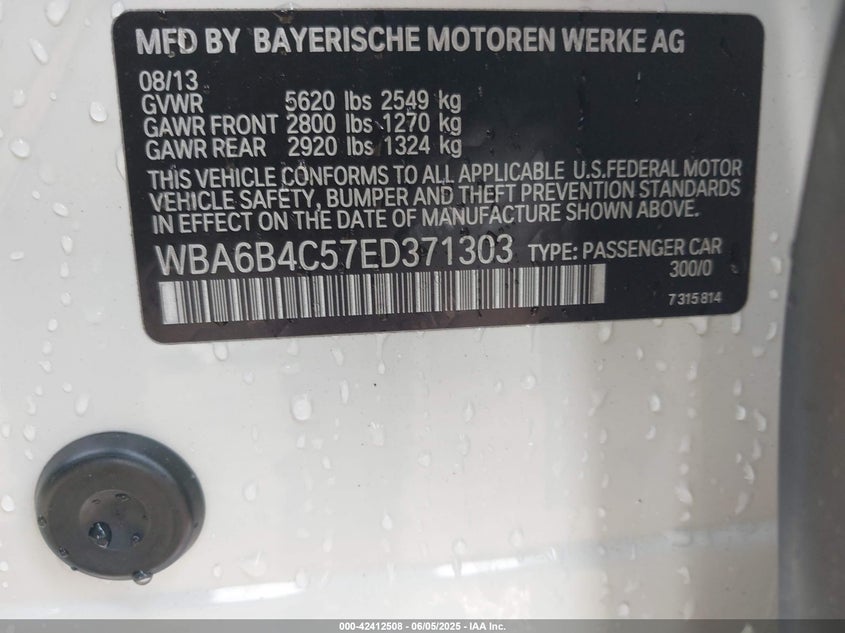 MFD BY BAYERISCHE MOTOREN WERKE AG
08/13
GVWR 5620 lbs 2549 kg
GAWR FRONT 2800 lbs 1270 kg
GAWR REAR 2920 lbs 1324 kg
THIS VEHICLE CONFORMS TO ALL APPLICABLE U.S.FEDERAL MOTOR
VEHICLE SAFETY, BUMPER AND THEFT PREVENTION STANDARDS
IN EFFECT ON THE DATE OF MANUFACTURE SHOWN ABOVE.
WBA6B4C57ED371303 TYPE: PASSENGER CAR
300/0
7 315 814
000-42412508 - 06/05/2025 - IAA Inc.